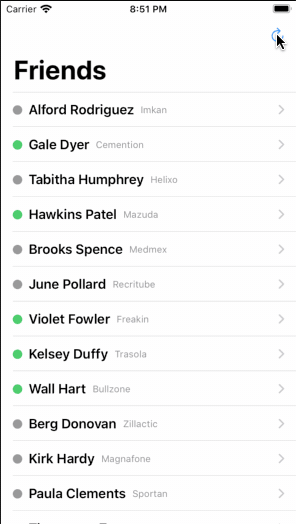 Carrier 8:51 PM
Friends
Alford Rodriguez Imkan
Gale Dyer Cemention
Tabitha Humphrey Helixo
Hawkins Patel Mazuda
Brooks Spence Medmex
June Pollard Recritube
Violet Fowler Freakin
Kelsey Duffy Trasola
Wall Hart Bullzone
Berg Donovan Zillactic
Kirk Hardy Magnafone
Paula Clements Sportan